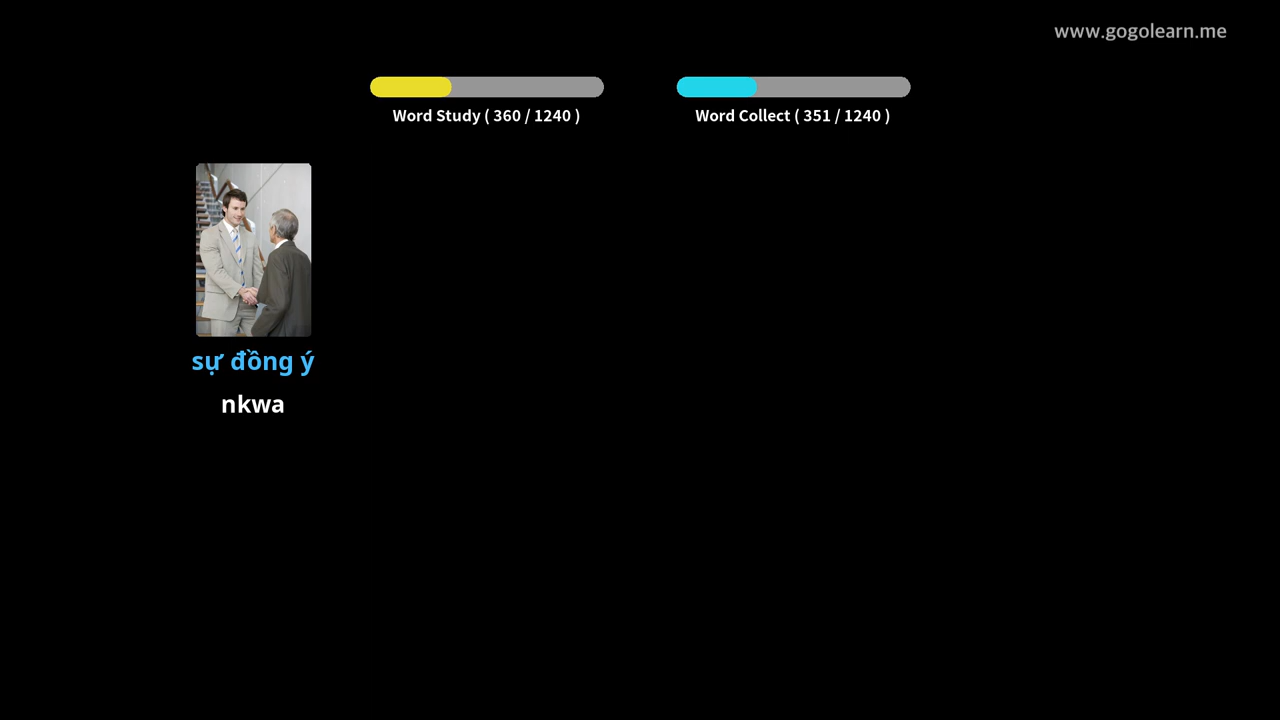 www.gogolearn.me
Word Study ( 360 / 1240 )
Word Collect ( 351 / 1240 )
sự đồng ý
nkwa